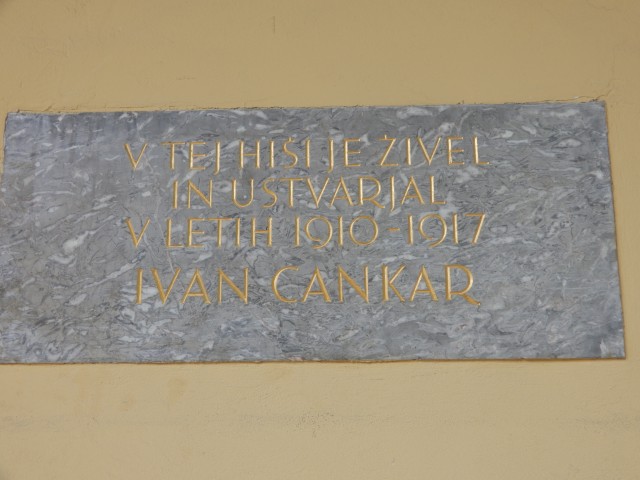 V TEJ HIŠI JE ŽIVEL
IN USTVARJAL
V LETIH 1910-1917
IVAN CANKAR